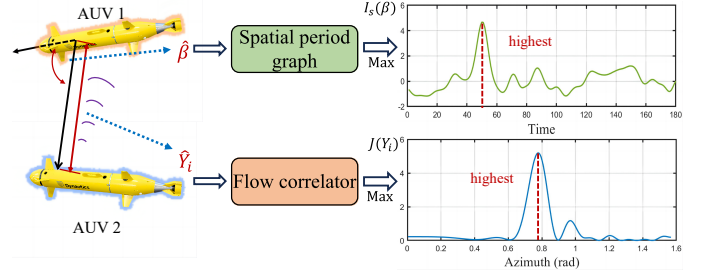 AUV 1
β̂
Spatial period
graph
Max
I_s(β)
6
4
2
0
-2
highest
0 20 40 60 80 100 120 140 160 180
Time
Ŷ_i
Flow correlator
Max
J(Y_i)
6
4
2
0
highest
0 0.2 0.4 0.6 0.8 1 1.2 1.4 1.6
Azimuth (rad)
AUV 2